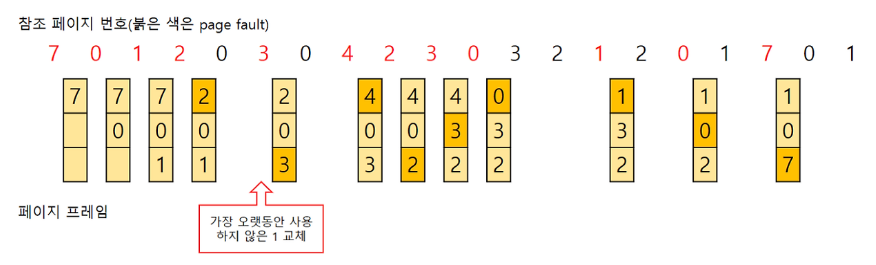 참조 페이지 번호(붉은 색은 page fault)
7 0 1 2 0 3 0 4 2 3 0 3 2 1 2 0 1 7 0 1
7 7 7 2 2 4 4 4 0 1 1 1
0 0 0 0 0 0 3 3 3 0 0
1 1 3 3 2 2 2 2 2 7
가장 오랫동안 사용
하지 않은 1 교체
페이지 프레임